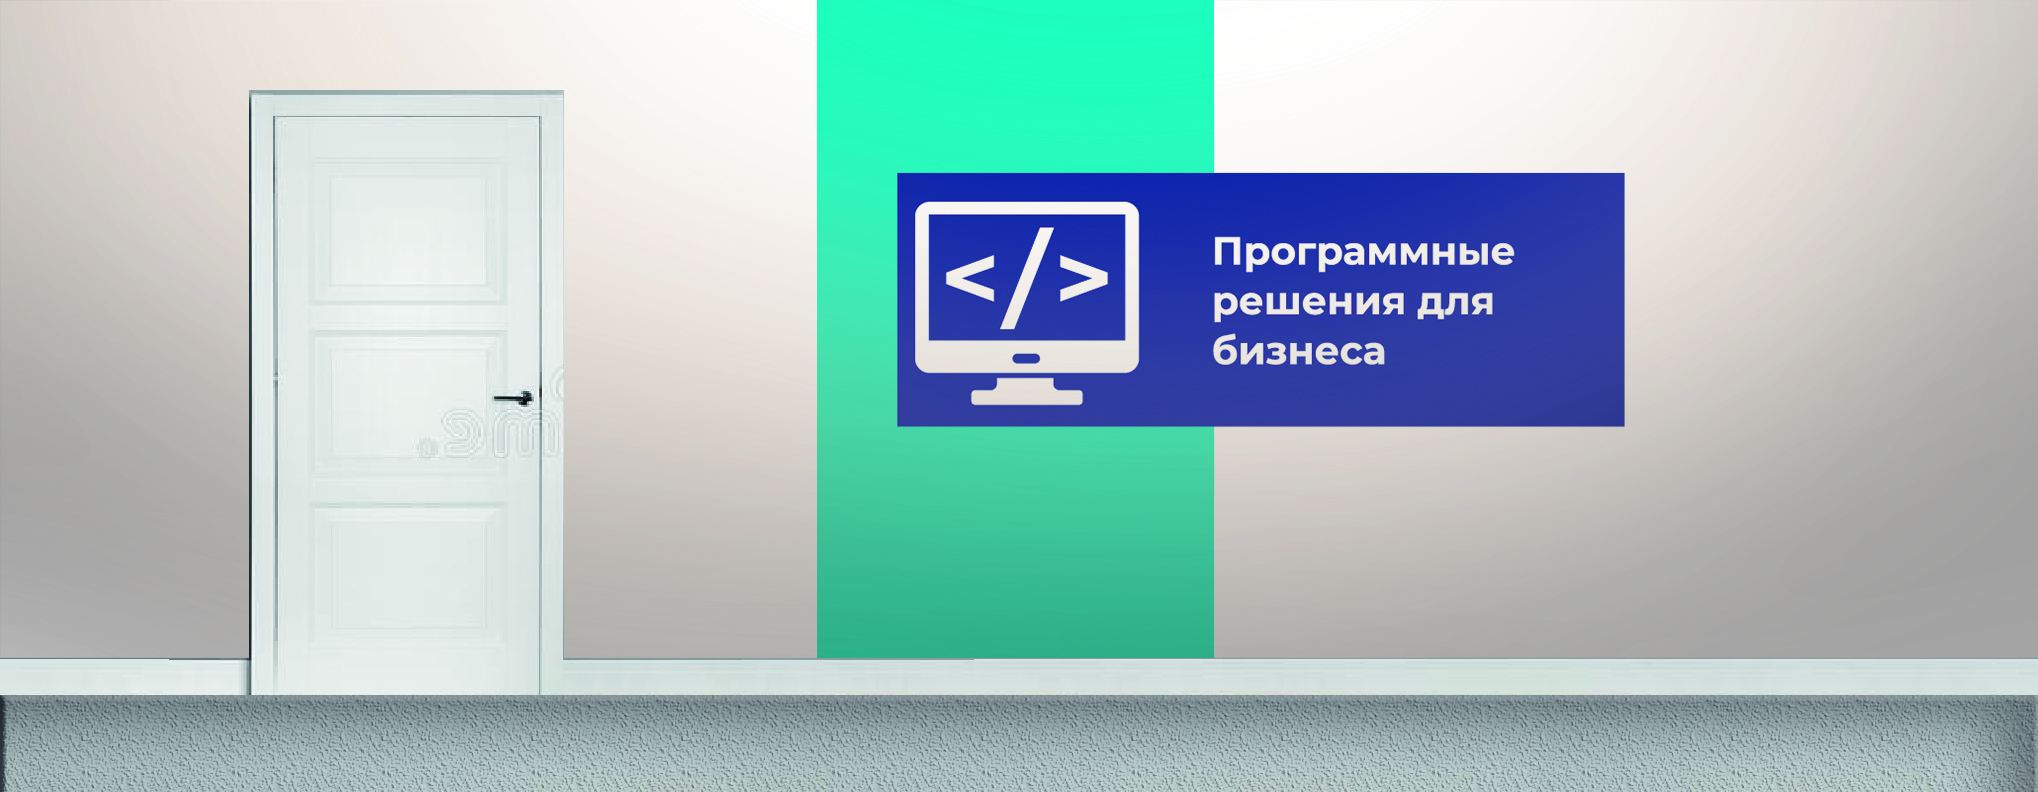 </>
Программные
решения для
бизнеса